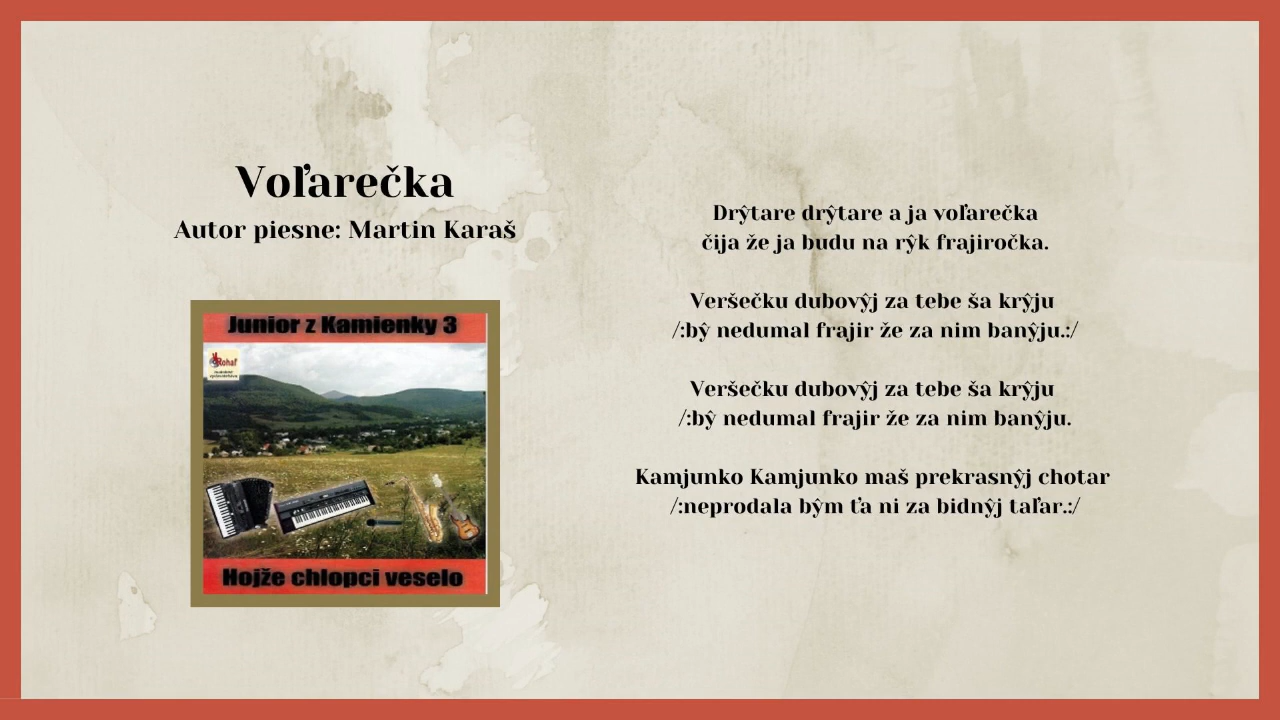 Voľarečka
Autor piesne: Martin Karaš
Junior z Kamienky 3
Rohaľ
Hojže chlopci veselo
Drŷtare drŷtare a ja voľarečka
čija že ja budu na rŷk frajiročka.
Veršečku dubovŷj za tebe ša krŷju
/:bŷ nedumal frajir že za nim banŷju.:/
Veršečku dubovŷj za tebe ša krŷju
/:bŷ nedumal frajir že za nim banŷju.
Kamjunko Kamjunko maš prekrasnŷj chotar
/:neprodala bŷm ťa ni za bidnŷj taľar.:/